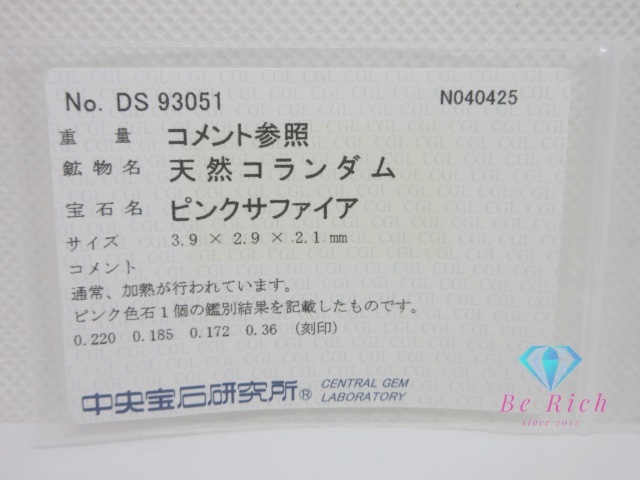 No. DS 93051
N040425
重量 コメント参照
鉱物名 天然コランダム
宝石名 ピンクサファイア
サイズ 3.9 × 2.9 × 2.1 mm
コメント
通常、加熱が行われています。
ピンク色石１個の鑑別結果を記載したものです。
0.220 0.185 0.172 0.36 (刻印)
中央宝石研究所® CENTRAL GEM
LABORATORY
Be Rich
since 2012